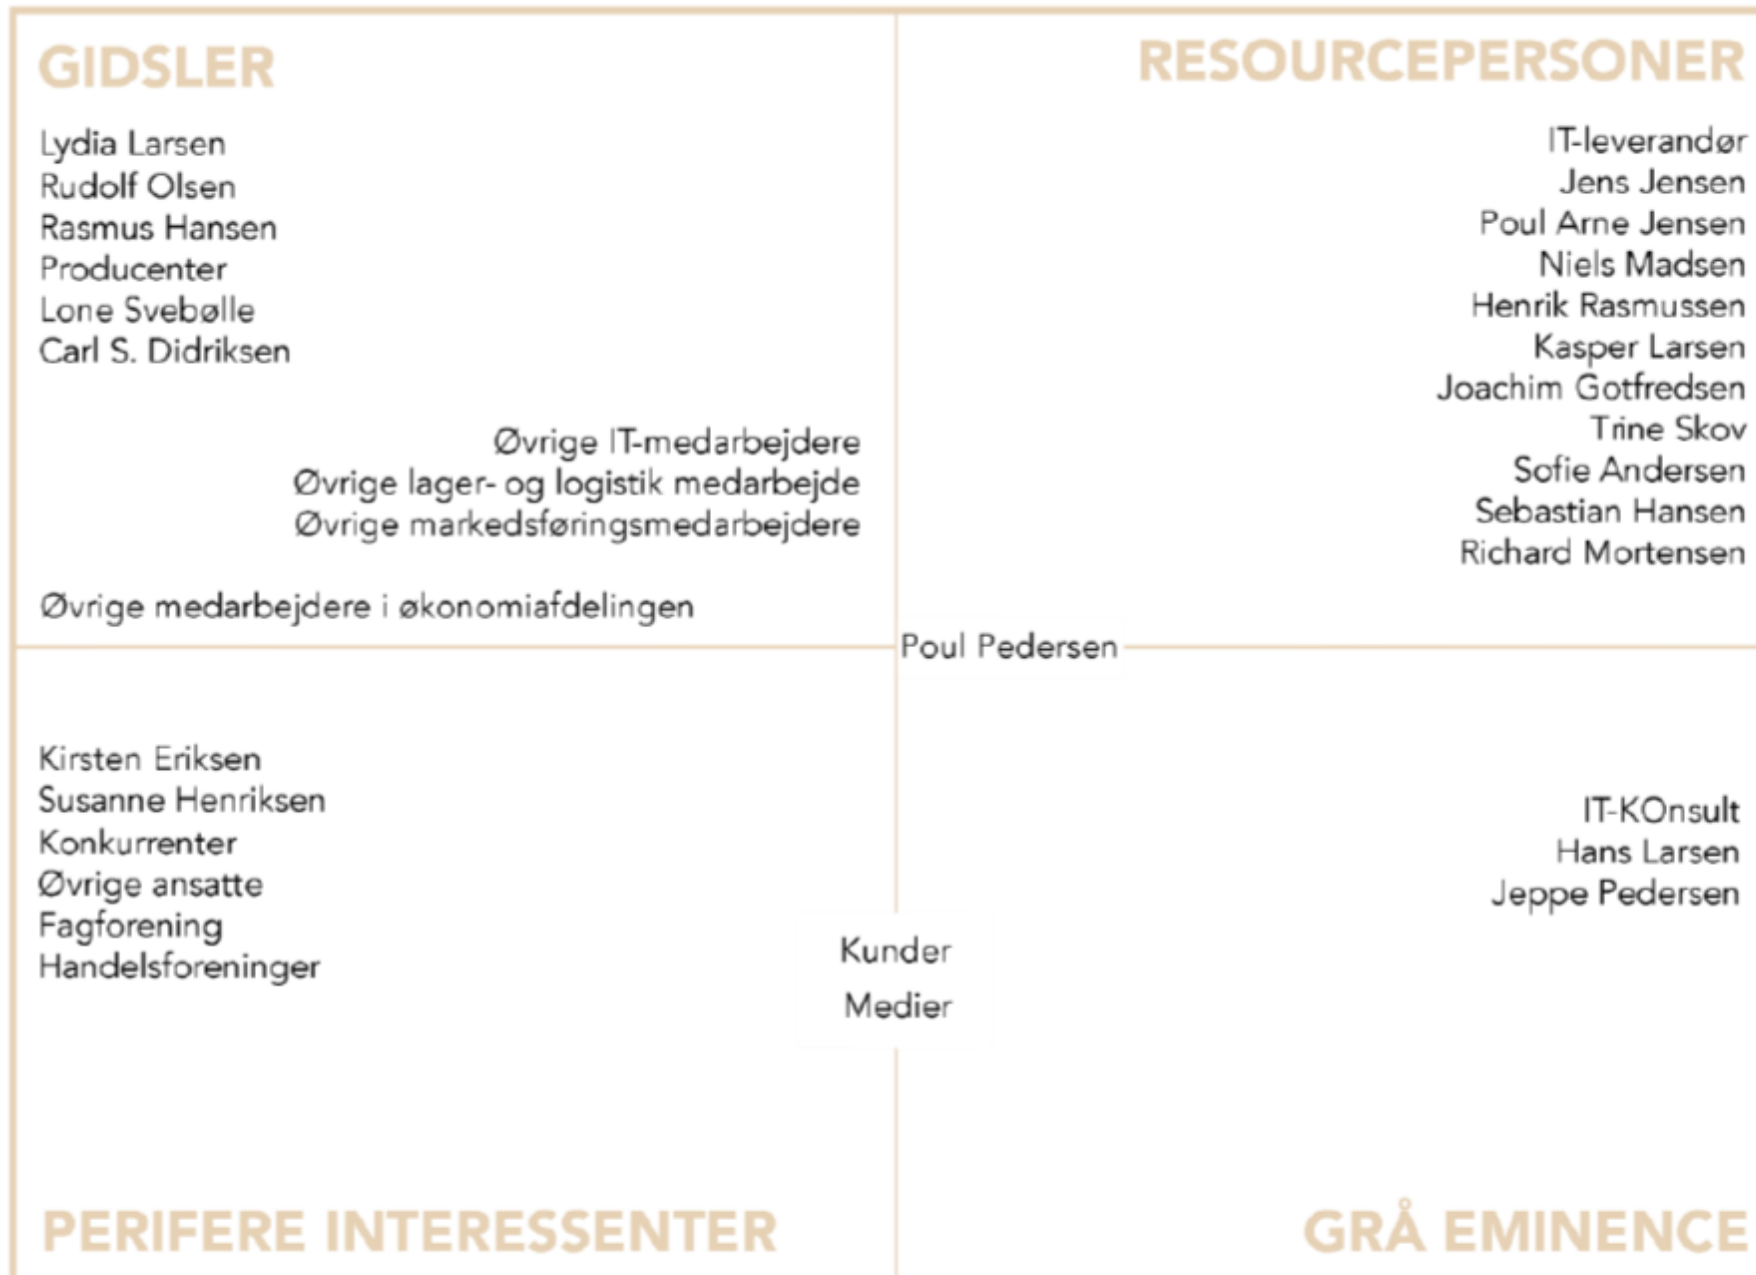 GIDSLER
Lydia Larsen
Rudolf Olsen
Rasmus Hansen
Producenter
Lone Svebølle
Carl S. Didriksen
Øvrige IT-medarbejdere
Øvrige lager- og logistik medarbejde
Øvrige markedsføringsmedarbejdere
Øvrige medarbejdere i økonomiafdelingen
RESOURCEPERSONER
IT-leverandør
Jens Jensen
Poul Arne Jensen
Niels Madsen
Henrik Rasmussen
Kasper Larsen
Joachim Gotfredsen
Trine Skov
Sofie Andersen
Sebastian Hansen
Richard Mortensen
Poul Pedersen
Kirsten Eriksen
Susanne Henriksen
Konkurrenter
Øvrige ansatte
Fagforening
Handelsforeninger
Kunder
Medier
PERIFERE INTERESSENTER
IT-KOnsult
Hans Larsen
Jeppe Pedersen
GRÅ EMINENCE